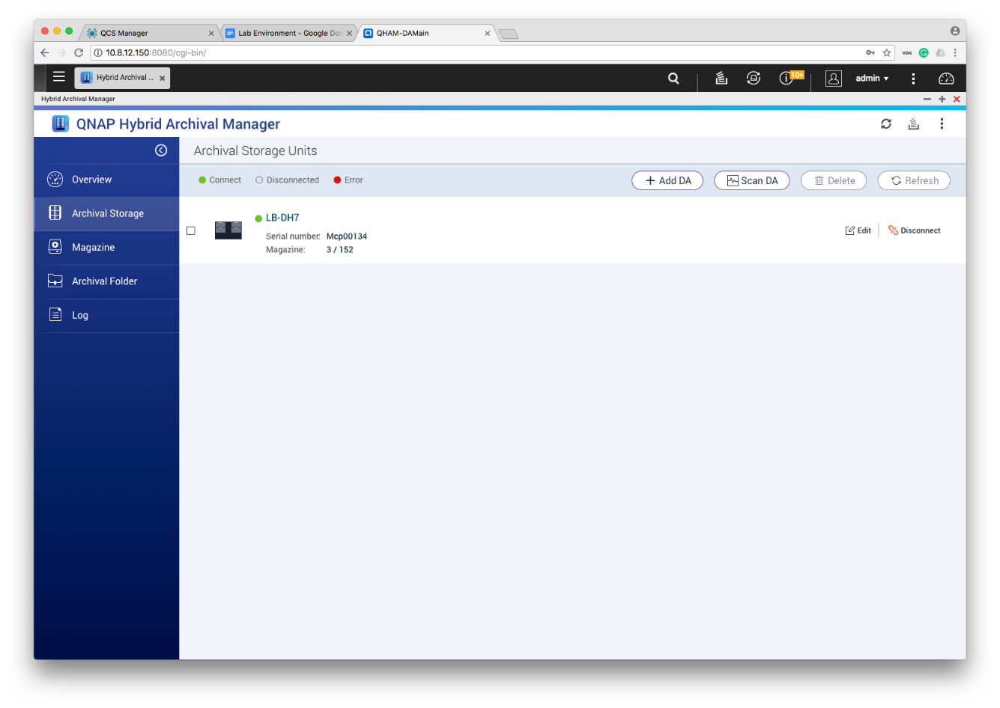 QCS Manager
Lab Environment - Google Doc
QHAM-DAMain
10.8.12.150:8080/cgi-bin/
VOX
Hybrid Archival ...
10+
admin
Hybrid Archival Manager
QNAP Hybrid Archival Manager
Archival Storage Units
Overview
Connect Disconnected Error
Add DA Scan DA Delete Refresh
Archival Storage
LB-DH7
Serial number: Mcp00134
Edit Disconnect
Magazine
Magazine: 3 / 152
Archival Folder
Log